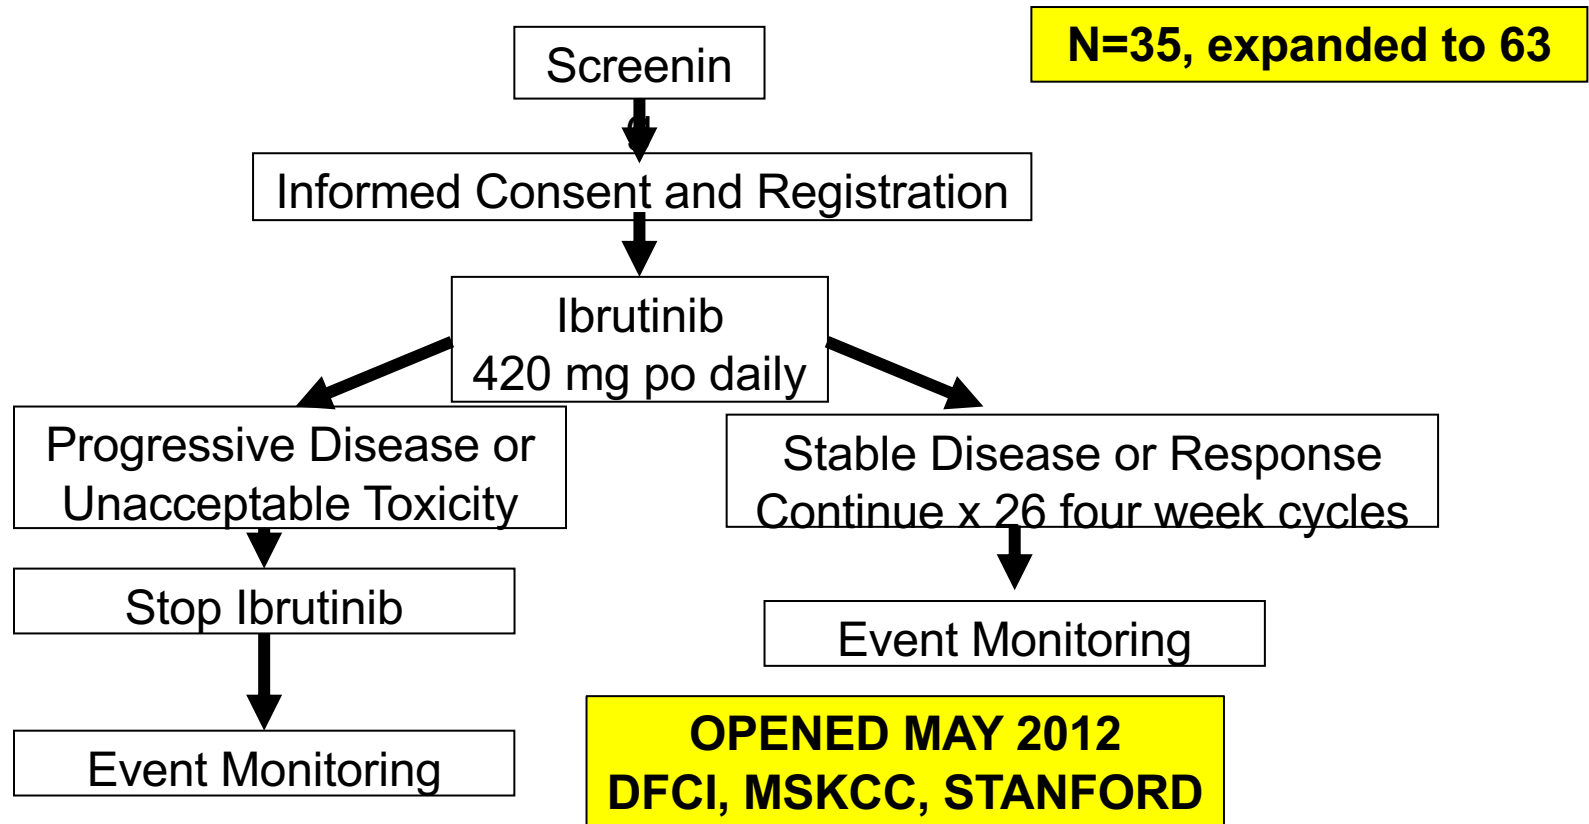 N=35, expanded to 63
Screenin
g
Informed Consent and Registration
Ibrutinib
420 mg po daily
Progressive Disease or
Unacceptable Toxicity
Stable Disease or Response
Continue x 26 four week cycles
Stop Ibrutinib
Event Monitoring
Event Monitoring
OPENED MAY 2012
DFCI, MSKCC, STANFORD